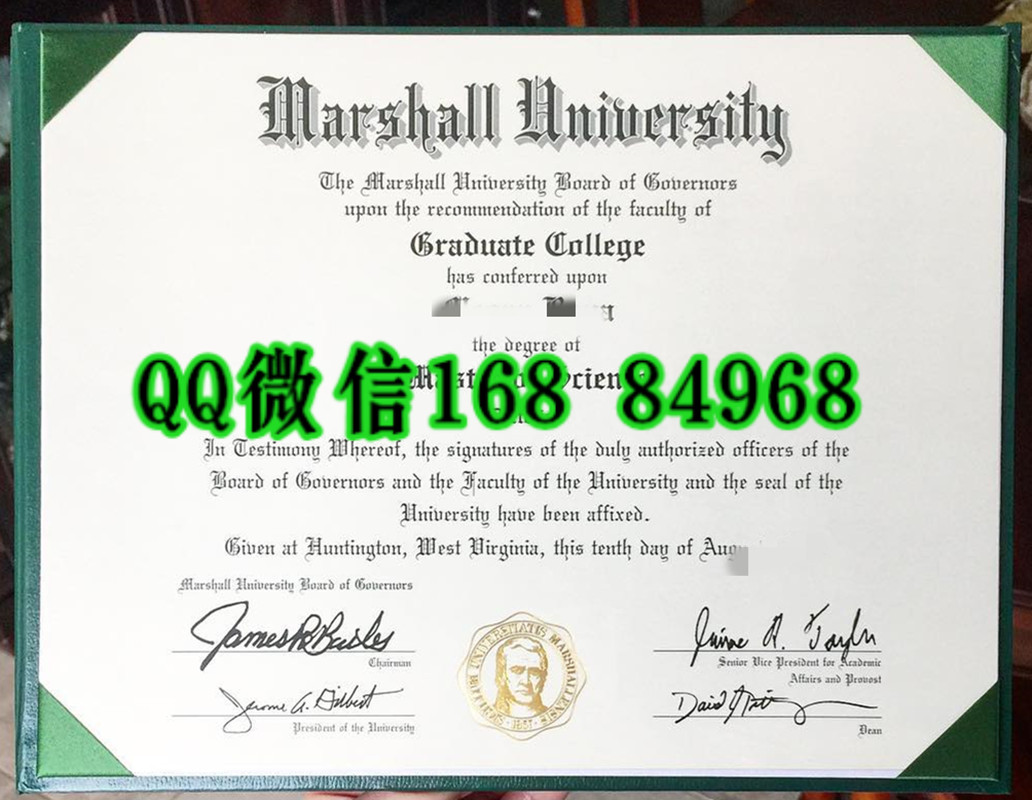 Marshall University
The Marshall University Board of Governors
upon the recommendation of the faculty of
Graduate College
has conferred upon
the degree of
QQ微信168 84968
In Testimony Whereof, the signatures of the duly authorized officers of the
Board of Governors and the Faculty of the University and the seal of the
University have been affixed.
Given at Huntington, West Virginia, this tenth day of
Marshall University Board of Governors
Chairman
Jerome A. Gilbert
President of the University
Senior Vice President for Academic
Affairs and Provost
Dean